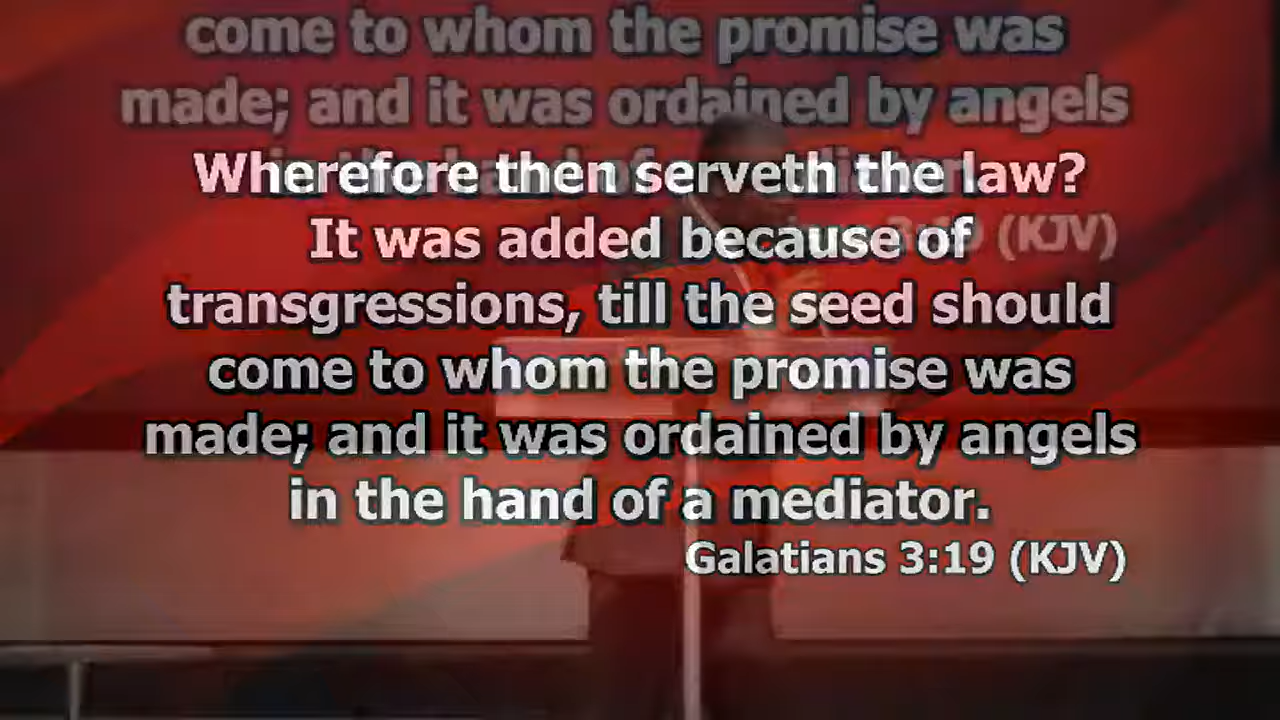 come to whom the promise was
made; and it was ordained by angels
Wherefore then serveth the law?
It was added because of
(KJV)
transgressions, till the seed should
come to whom the promise was
made; and it was ordained by angels
in the hand of a mediator.
Galatians 3:19 (KJV)